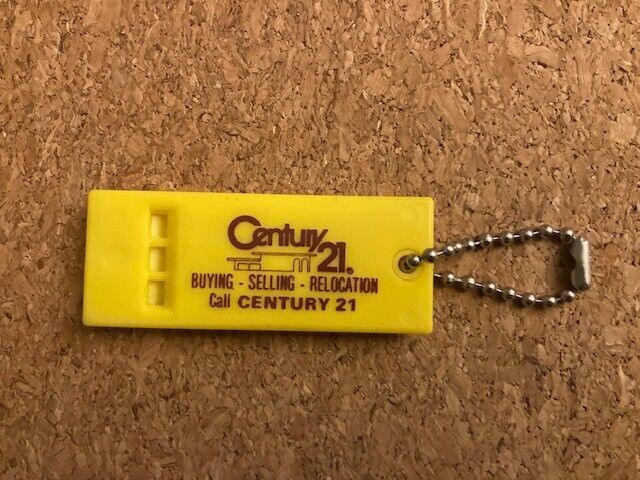 Century
21®
BUYING - SELLING - RELOCATION
Call CENTURY 21